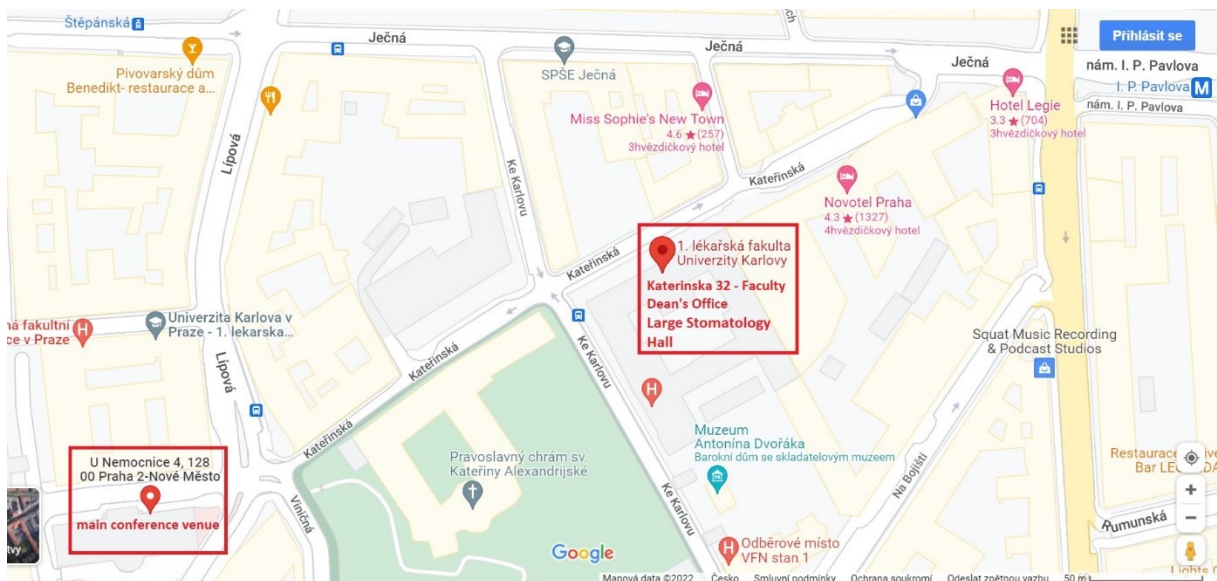 Štěpánská
Ječná
Ječná
Ječná
Přihlásit se
nám. I. P. Pavlova
I. P. Pavlova
M
nám. I. P. Pavlova
Pivovarský dům
Benedikt- restaurace a...
SPŠE Ječná
Miss Sophie's New Town
4.6 ★ (257)
3hvězdičkový hotel
Hotel Legie
3.3 ★ (704)
3hvězdičkový hotel
Lípová
Ke Karlovu
Kateřinská
Novotel Praha
4.3 ★ (1327)
4hvězdičkový hotel
Kateřinská
1. lékařská fakulta
Univerzity Karlovy
Katerinska 32 - Faculty
Dean's Office
Large Stomatology
Hall
Univerzita Karlova v
Praze - 1. lekarska...
ná fakultní
ce v Praze
H
Lípová
Kateřinská
Ke Karlovu
Squat Music Recording
& Podcast Studios
H
Kateřinská
Muzeum
Antonína Dvořáka
Barokní dům se skladatelovým muzeem
U Nemocnice 4, 128
00 Praha 2-Nové Město
main conference venue
Pravoslavný chrám sv.
Kateřiny Alexandrijské
Viničná
Ke Karlovu
Na Bojišti
Rumunská
H
Odběrové místo
VFN stan 1
Google
Mapová data ©2022 Česko Smluvní podmínky Ochrana soukromí Odeslat zpětnou vazbu 50 m